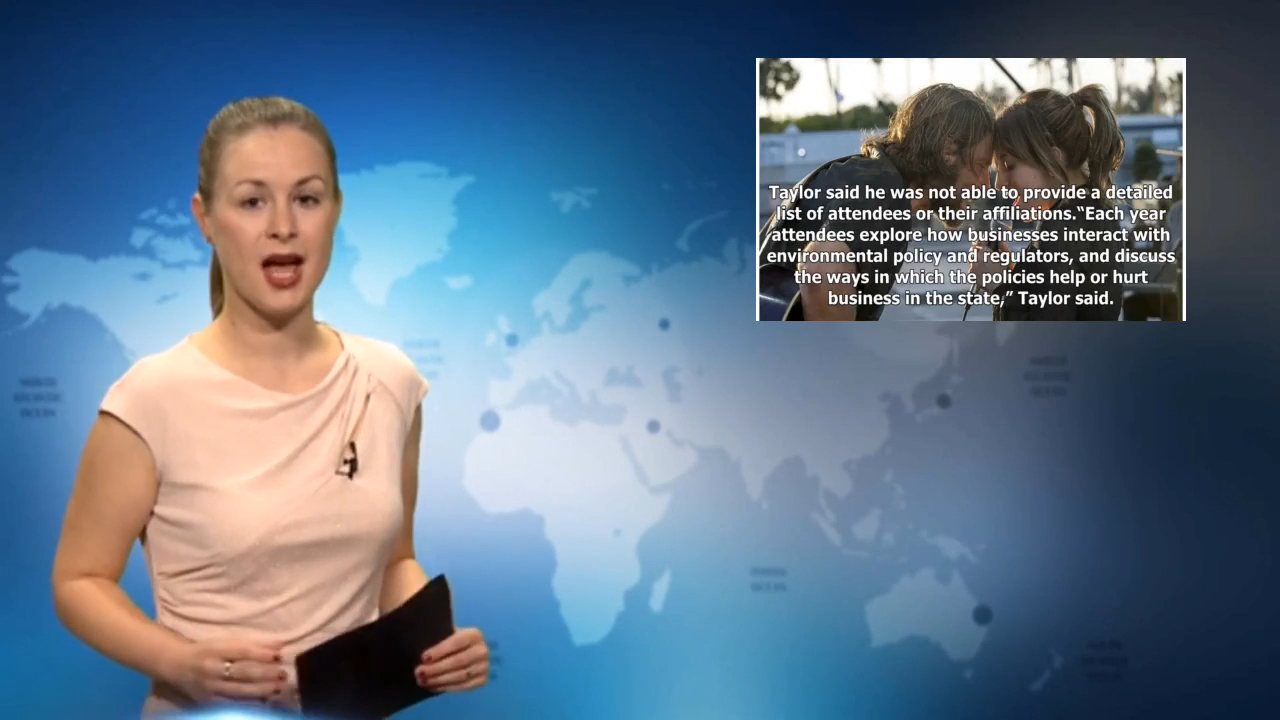 Taylor said he was not able to provide a detailed
list of attendees or their affiliations.“Each year
attendees explore how businesses interact with
environmental policy and regulators, and discuss
the ways in which the policies help or hurt
business in the state,” Taylor said.